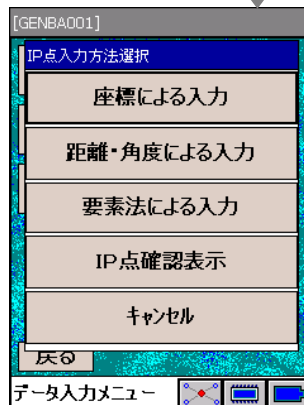 [GENBA001]
IP点入力方法選択
座標による入力
距離・角度による入力
要素法による入力
IP点確認表示
キャンセル
戻る
データ入力メニュー